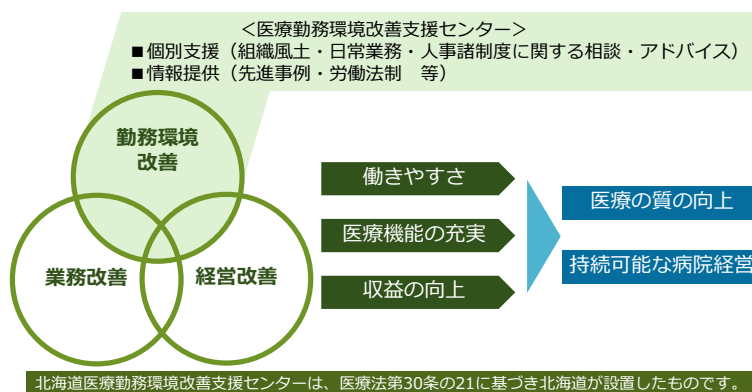 ＜医療勤務環境改善支援センター＞
■個別支援（組織風土・日常業務・人事諸制度に関する相談・アドバイス）
■情報提供（先進事例・労働法制　等）
勤務環境
改善
業務改善
経営改善
働きやすさ
医療機能の充実
収益の向上
医療の質の向上
持続可能な病院経営
北海道医療勤務環境改善支援センターは、医療法第30条の21に基づき北海道が設置したものです。